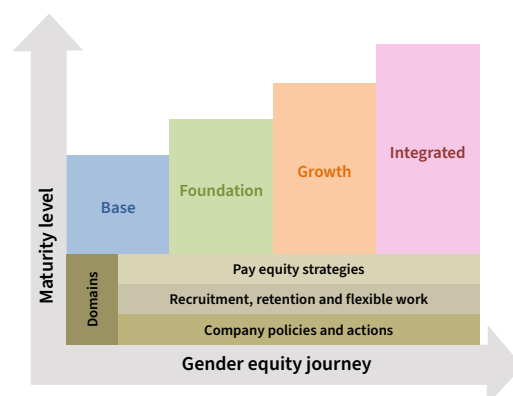 Integrated
Growth
Foundation
Base
Maturity level
Domains
Pay equity strategies
Recruitment, retention and flexible work
Company policies and actions
Gender equity journey